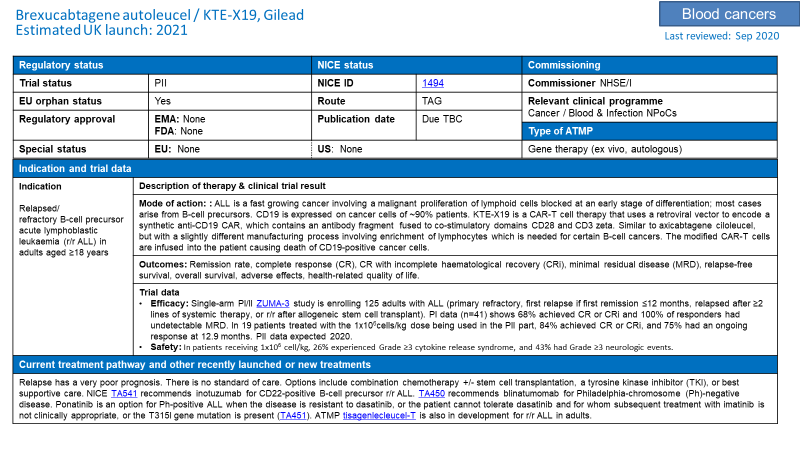 Brexucabtagene autoleucel / KTE-X19, Gilead
Estimated UK launch: 2021
Blood cancers
Last reviewed: Sep 2020
Regulatory status
NICE status
Commissioning
Trial status
PII
NICE ID
1494
Commissioner NHSE/I
EU orphan status
Yes
Route
TAG
Relevant clinical programme
Cancer / Blood & Infection NPoCs
Regulatory approval
EMA: None
FDA: None
Publication date
Due TBC
Type of ATMP
Special status
EU: None
US: None
Gene therapy (ex vivo, autologous)
Indication and trial data
Indication
Relapsed/
refractory B-cell precursor
acute lymphoblastic
leukaemia (r/r ALL) in
adults aged ≥18 years
Description of therapy & clinical trial result
Mode of action: : ALL is a fast growing cancer involving a malignant proliferation of lymphoid cells blocked at an early stage of differentiation; most cases
arise from B-cell precursors. CD19 is expressed on cancer cells of ~90% patients. KTE-X19 is a CAR-T cell therapy that uses a retroviral vector to encode a
synthetic anti-CD19 CAR, which contains an antibody fragment fused to co-stimulatory domains CD28 and CD3 zeta. Similar to axicabtagene ciloleucel,
but with a slightly different manufacturing process involving enrichment of lymphocytes which is needed for certain B-cell cancers. The modified CAR-T cells
are infused into the patient causing death of CD19-positive cancer cells.
Outcomes: Remission rate, complete response (CR), CR with incomplete haematological recovery (CRi), minimal residual disease (MRD), relapse-free
survival, overall survival, adverse effects, health-related quality of life.
Trial data
• Efficacy: Single-arm PI/II ZUMA-3 study is enrolling 125 adults with ALL (primary refractory, first relapse if first remission ≤12 months, relapsed after ≥2
lines of systemic therapy, or r/r after allogeneic stem cell transplant). PI data (n=41) shows 68% achieved CR or CRi and 100% of responders had
undetectable MRD. In 19 patients treated with the 1x10⁶cells/kg dose being used in the PII part, 84% achieved CR or CRi, and 75% had an ongoing
response at 12.9 months. PII data expected 2020.
• Safety: In patients receiving 1x10⁶ cell/kg, 26% experienced Grade ≥3 cytokine release syndrome, and 43% had Grade ≥3 neurologic events.
Current treatment pathway and other recently launched or new treatments
Relapse has a very poor prognosis. There is no standard of care. Options include combination chemotherapy +/- stem cell transplantation, a tyrosine kinase inhibitor (TKI), or best
supportive care. NICE TA541 recommends inotuzumab for CD22-positive B-cell precursor r/r ALL. TA450 recommends blinatumomab for Philadelphia-chromosome (Ph)-negative
disease. Ponatinib is an option for Ph-positive ALL when the disease is resistant to dasatinib, or the patient cannot tolerate dasatinib and for whom subsequent treatment with imatinib is
not clinically appropriate, or the T315I gene mutation is present (TA451). ATMP tisagenlecleucel-T is also in development for r/r ALL in adults.